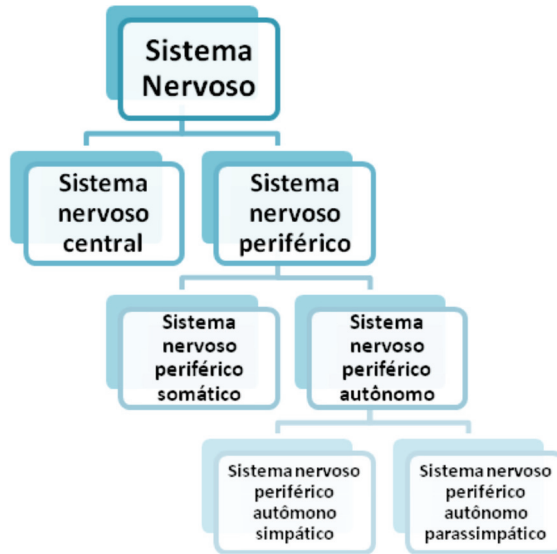 Sistema
Nervoso
Sistema
nervoso
central
Sistema
nervoso
periférico
Sistema
nervoso
periférico
somático
Sistema
nervoso
periférico
autônomo
Sistema nervoso
periférico
autômono
simpático
Sistema nervoso
periférico
autônomo
parassimpático